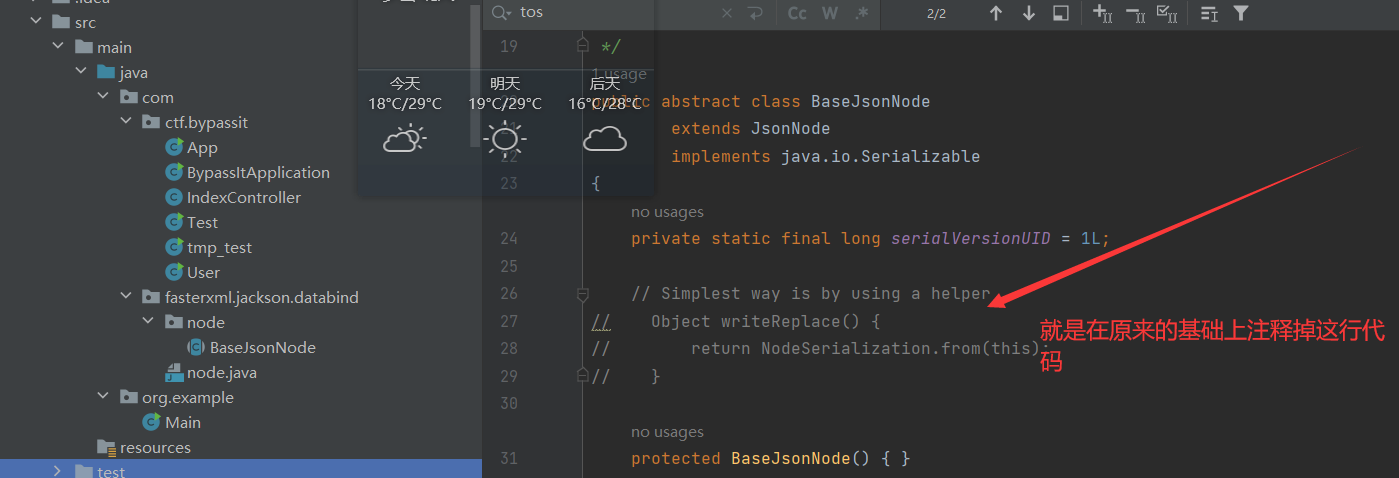 src
main
java
com
ctf.bypassit
App
BypassItApplication
IndexController
Test
tmp_test
User
fasterxml.jackson.databind
node
BaseJsonNode
node.java
org.example
Main
resources
test
今天
明天
后天
18°C/29°C
19°C/29°C
16°C/28°C
tos
Cc W .*
2/2
19 */
1 usage
public abstract class BaseJsonNode
extends JsonNode
22 implements java.io.Serializable
23 {
no usages
24 private static final long serialVersionUID = 1L;
25
26 // Simplest way is by using a helper
27 // Object writeReplace() {
28 // return NodeSerialization.from(this);
29 // }
30
no usages
31 protected BaseJsonNode() { }
就是在原来的基础上注释掉这行代
码